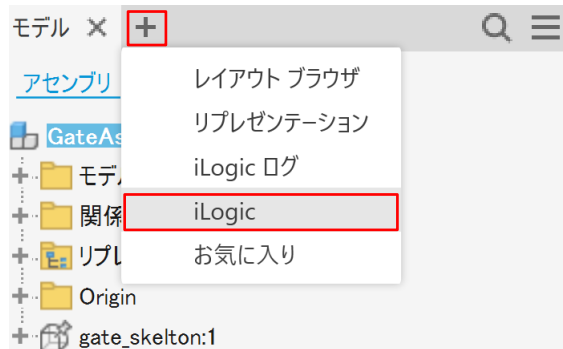 モデル
アセンブリ
レイアウト ブラウザ
リプレゼンテーション
iLogic ログ
iLogic
お気に入り
GateAs
モデ
関係
リプレ
Origin
gate_skelton:1